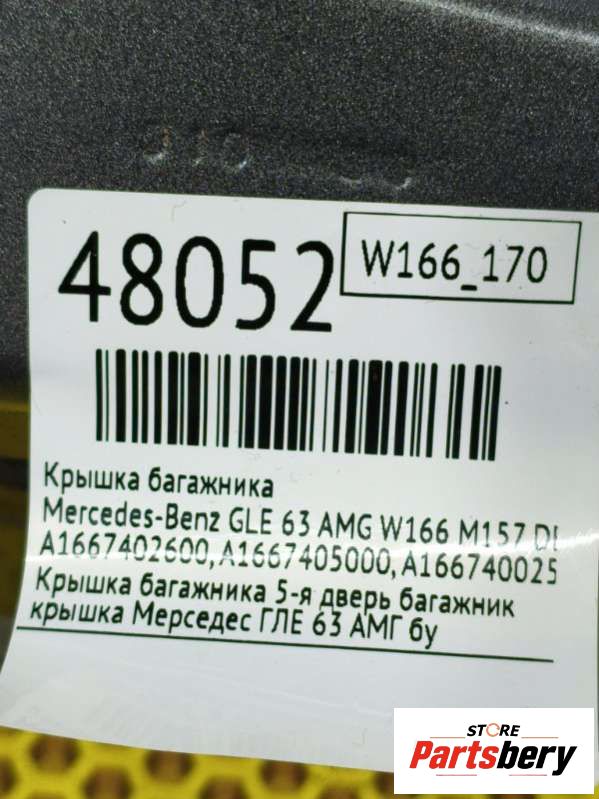 48052
W166_170
Крышка багажника
Mercedes-Benz GLE 63 AMG W166 M157
A1667402600, A1667405000, A166740025
Крышка багажника 5-я дверь багажник
крышка Мерседес ГЛЕ 63 АМГ бу
STORE
Partsbery